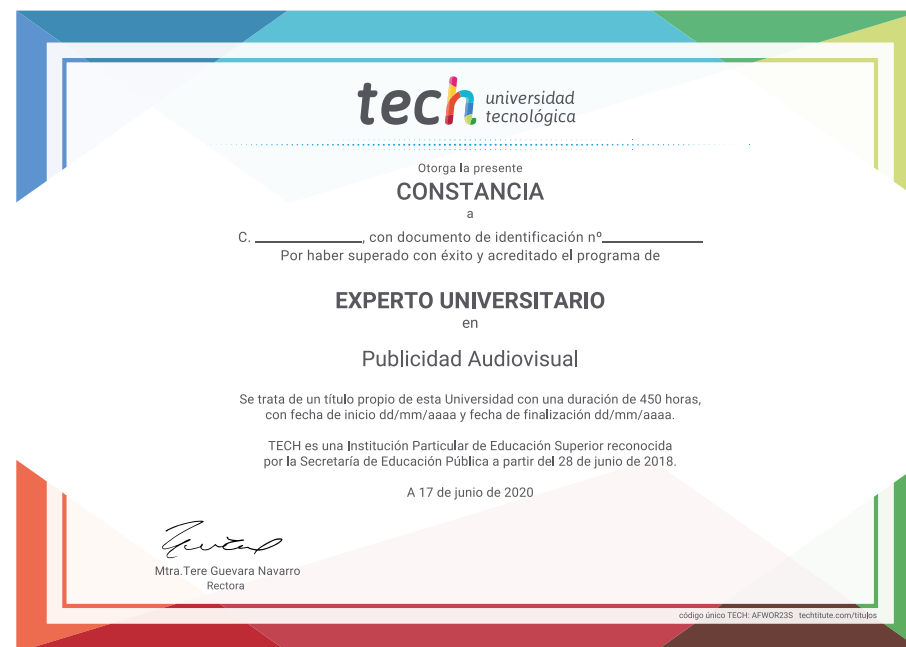 tech universidad
tecnológica
Otorga la presente
CONSTANCIA
a
C. ____________, con documento de identificación nº____________
Por haber superado con éxito y acreditado el programa de
EXPERTO UNIVERSITARIO
en
Publicidad Audiovisual
Se trata de un título propio de esta Universidad con una duración de 450 horas,
con fecha de inicio dd/mm/aaaa y fecha de finalización dd/mm/aaaa.
TECH es una Institución Particular de Educación Superior reconocida
por la Secretaría de Educación Pública a partir del 28 de junio de 2018.
A 17 de junio de 2020
Mtra.Tere Guevara Navarro
Rectora
código único TECH: AFWOR23S techtitute.com/titulos